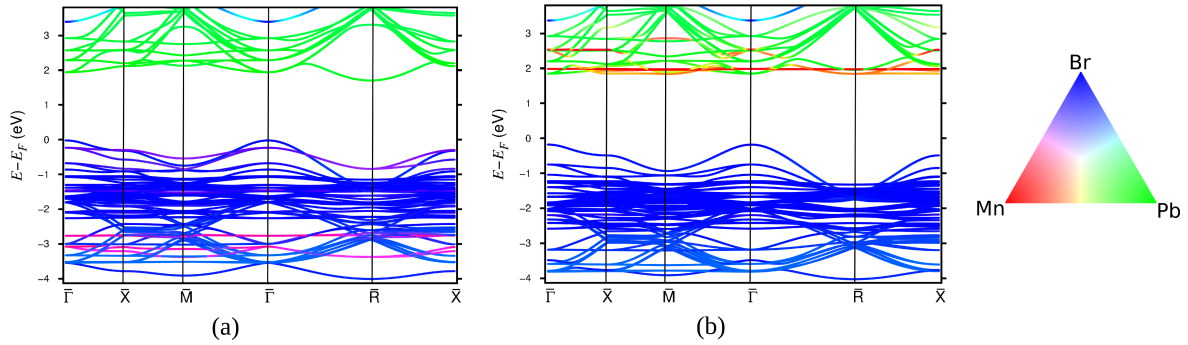 E−E_F (eV)
3
2
1
0
−1
−2
−3
−4
Γ̅ X̅ M̅ Γ̅ R̅ X̅
(a)
E−E_F (eV)
3
2
1
0
−1
−2
−3
−4
Γ̅ X̅ M̅ Γ̅ R̅ X̅
(b)
Br
Mn
Pb